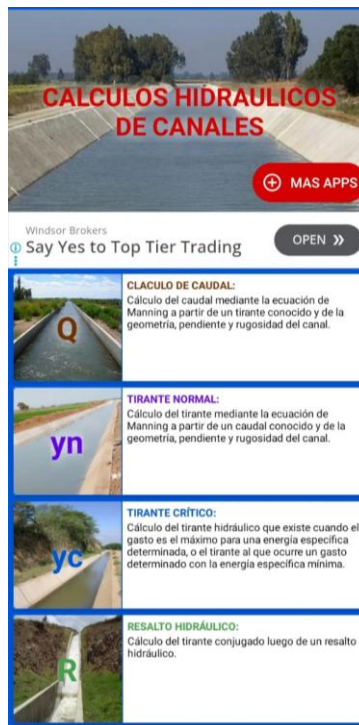 CALCULOS HIDRAULICOS
DE CANALES
MAS APPS
Windsor Brokers
Say Yes to Top Tier Trading
OPEN »
CLACULO DE CAUDAL:
Cálculo del caudal mediante la ecuación de
Manning a partir de un tirante conocido y de la
geometría, pendiente y rugosidad del canal.
Q
TIRANTE NORMAL:
Cálculo del tirante mediante la ecuación de
Manning a partir de un caudal conocido y de la
geometría, pendiente y rugosidad del canal.
yn
TIRANTE CRÍTICO:
Cálculo del tirante hidráulico que existe cuando el
gasto es el máximo para una energía específica
determinada, o el tirante al que ocurre un gasto
determinado con la energía específica mínima.
yc
RESALTO HIDRÁULICO:
Cálculo del tirante conjugado luego de un resalto
hidráulico.
R